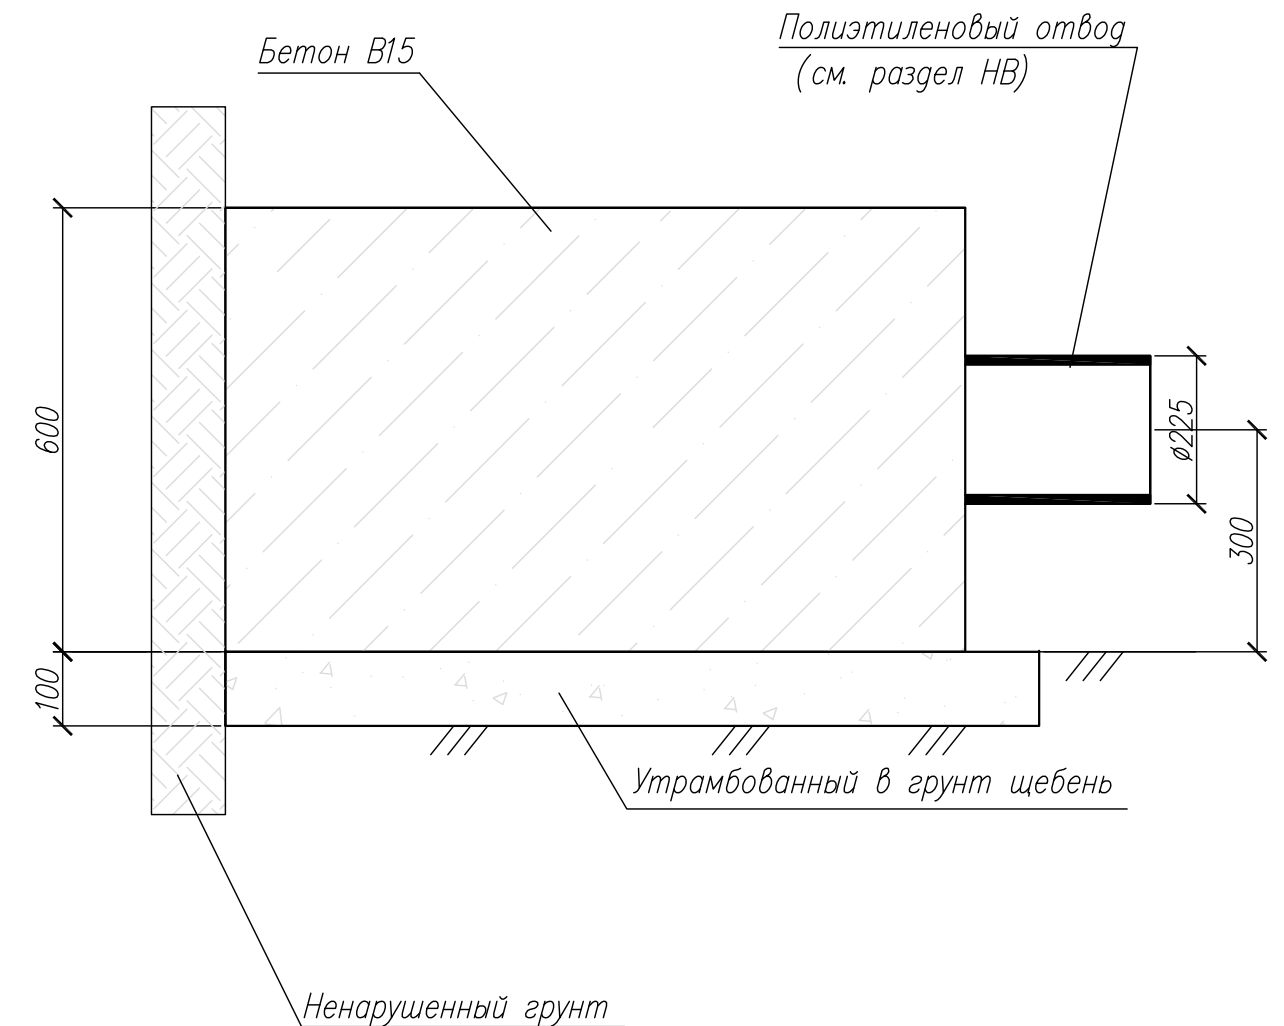 Полиэтиленовый отвод
(см. раздел НВ)
Бетон В15
600
ø225
300
100
Утрамбованный в грунт щебень
Ненарушенный грунт